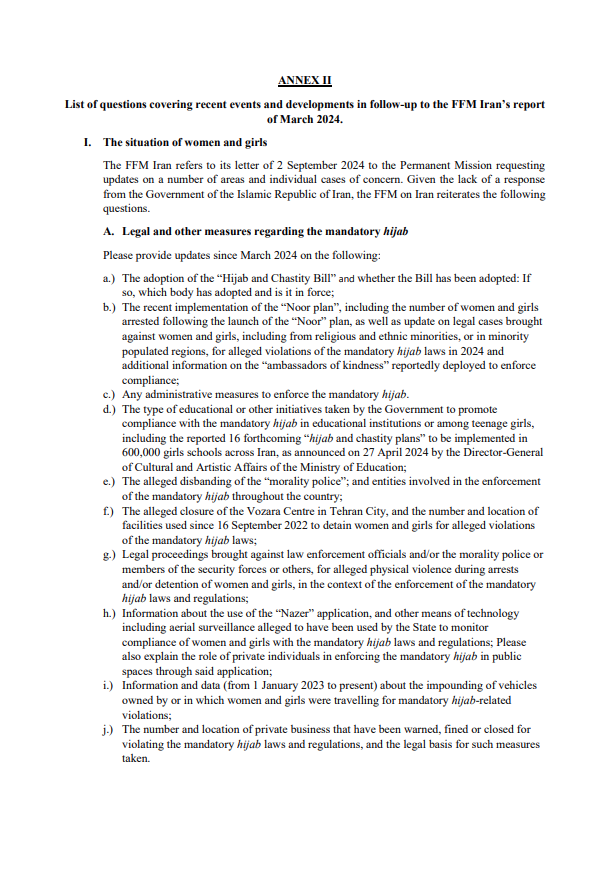 ANNEX II
List of questions covering recent events and developments in follow-up to the FFM Iran's report
of March 2024.
I. The situation of women and girls
The FFM Iran refers to its letter of 2 September 2024 to the Permanent Mission requesting
updates on a number of areas and individual cases of concern. Given the lack of a response
from the Government of the Islamic Republic of Iran, the FFM on Iran reiterates the following
questions.
A. Legal and other measures regarding the mandatory hijab
Please provide updates since March 2024 on the following:
a.) The adoption of the “Hijab and Chastity Bill” and whether the Bill has been adopted: If
so, which body has adopted and is it in force;
b.) The recent implementation of the “Noor plan”, including the number of women and girls
arrested following the launch of the “Noor” plan, as well as update on legal cases brought
against women and girls, including from religious and ethnic minorities, or in minority
populated regions, for alleged violations of the mandatory hijab laws in 2024 and
additional information on the “ambassadors of kindness” reportedly deployed to enforce
compliance;
c.) Any administrative measures to enforce the mandatory hijab.
d.) The type of educational or other initiatives taken by the Government to promote
compliance with the mandatory hijab in educational institutions or among teenage girls,
including the reported 16 forthcoming “hijab and chastity plans” to be implemented in
600,000 girls schools across Iran, as announced on 27 April 2024 by the Director-General
of Cultural and Artistic Affairs of the Ministry of Education;
e.) The alleged disbanding of the “morality police”; and entities involved in the enforcement
of the mandatory hijab throughout the country;
f.) The alleged closure of the Vozara Centre in Tehran City, and the number and location of
facilities used since 16 September 2022 to detain women and girls for alleged violations
of the mandatory hijab laws;
g.) Legal proceedings brought against law enforcement officials and/or the morality police or
members of the security forces or others, for alleged physical violence during arrests
and/or detention of women and girls, in the context of the enforcement of the mandatory
hijab laws and regulations;
h.) Information about the use of the “Nazer” application, and other means of technology
including aerial surveillance alleged to have been used by the State to monitor
compliance of women and girls with the mandatory hijab laws and regulations; Please
also explain the role of private individuals in enforcing the mandatory hijab in public
spaces through said application;
i.) Information and data (from 1 January 2023 to present) about the impounding of vehicles
owned by or in which women and girls were travelling for mandatory hijab-related
violations;
j.) The number and location of private business that have been warned, fined or closed for
violating the mandatory hijab laws and regulations, and the legal basis for such measures
taken.